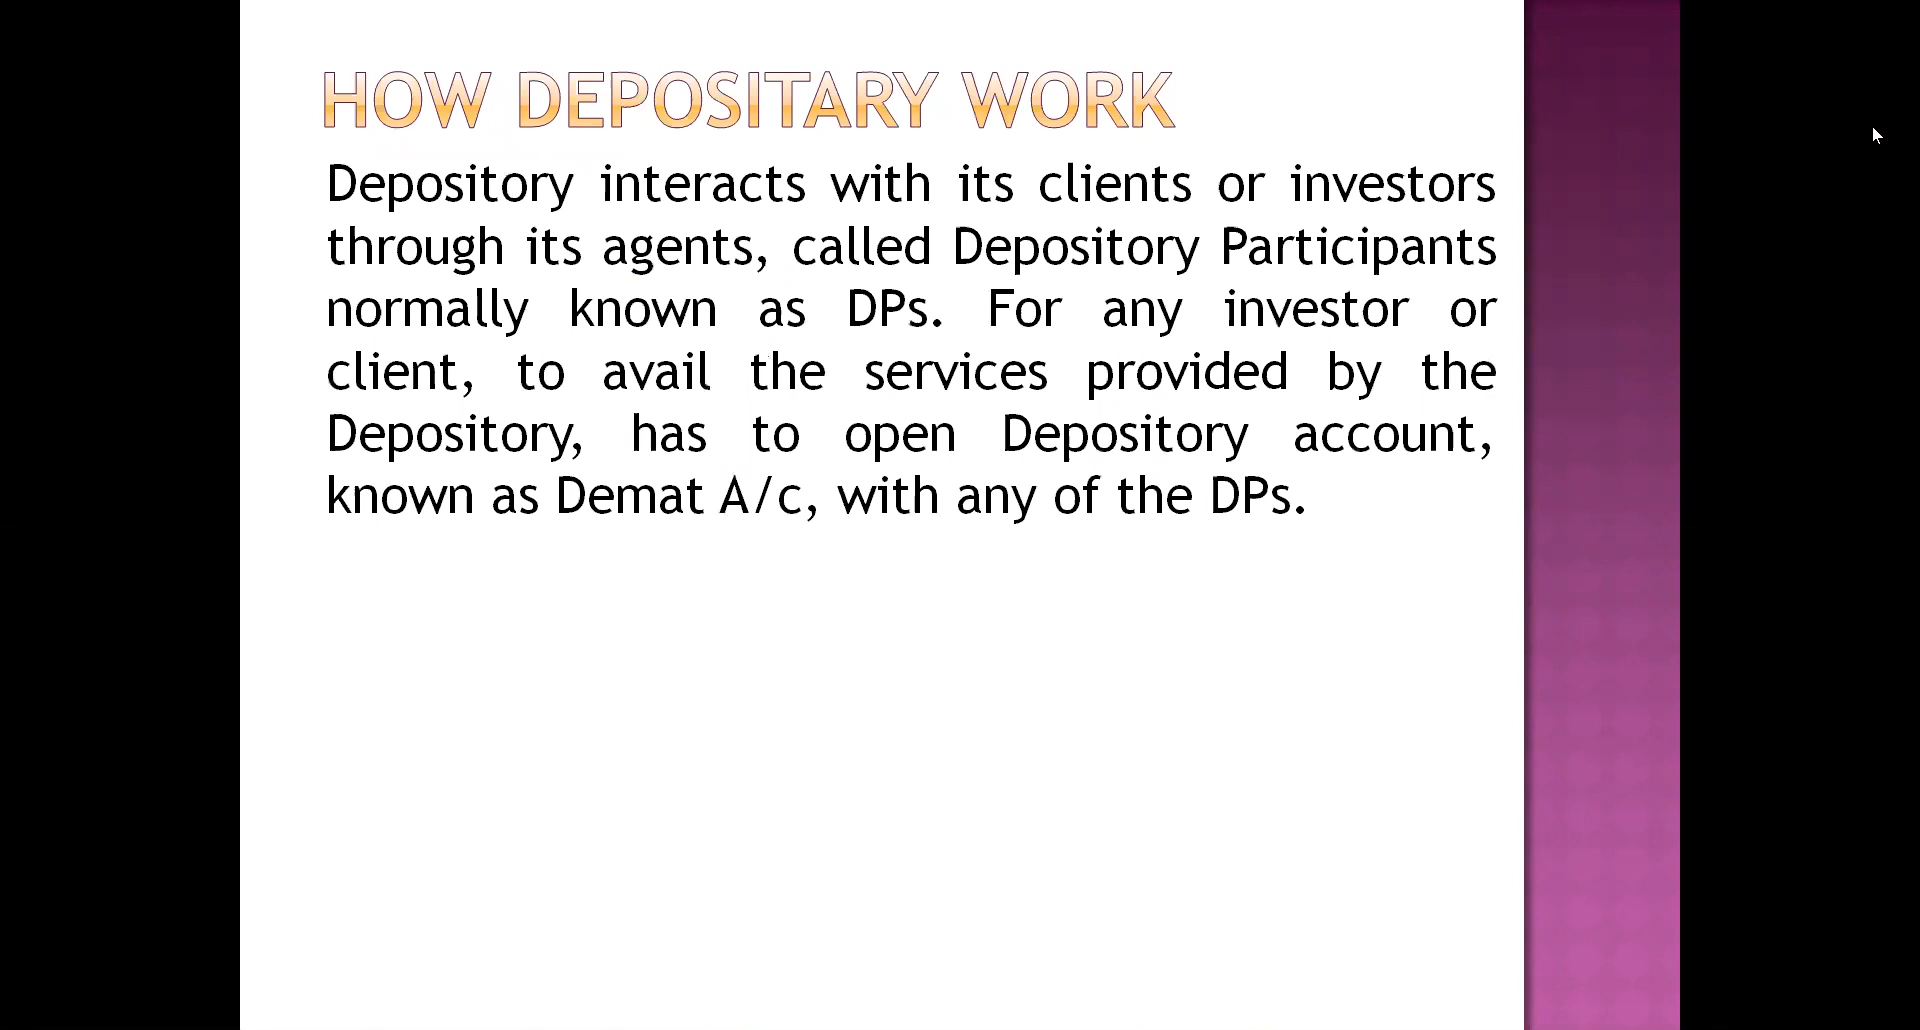 HOW DEPOSITARY WORK
Depository interacts with its clients or investors
through its agents, called Depository Participants
normally known as DPs. For any investor or
client, to avail the services provided by the
Depository, has to open Depository account,
known as Demat A/c, with any of the DPs.